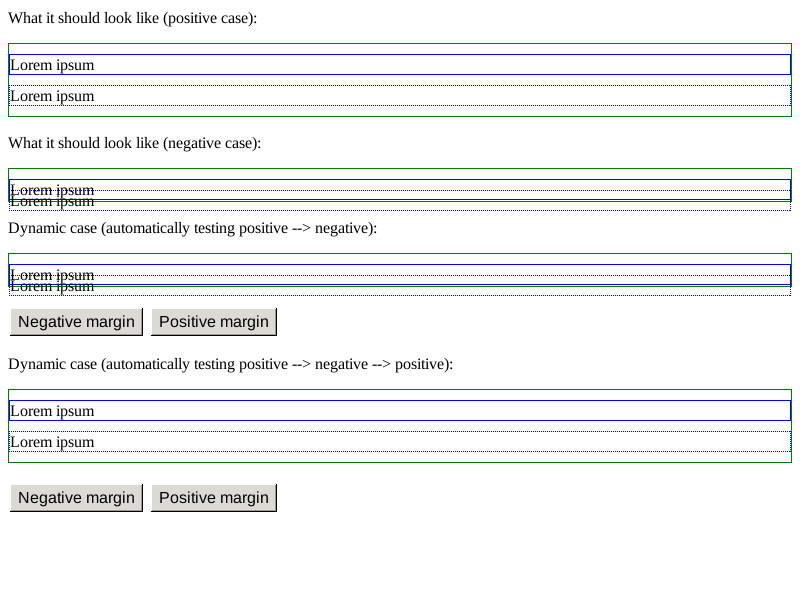 What it should look like (positive case):
Lorem ipsum
Lorem ipsum
What it should look like (negative case):
Lorem ipsum
Lorem ipsum
Dynamic case (automatically testing positive --> negative):
Lorem ipsum
Lorem ipsum
Negative margin Positive margin
Dynamic case (automatically testing positive --> negative --> positive):
Lorem ipsum
Lorem ipsum
Negative margin Positive margin